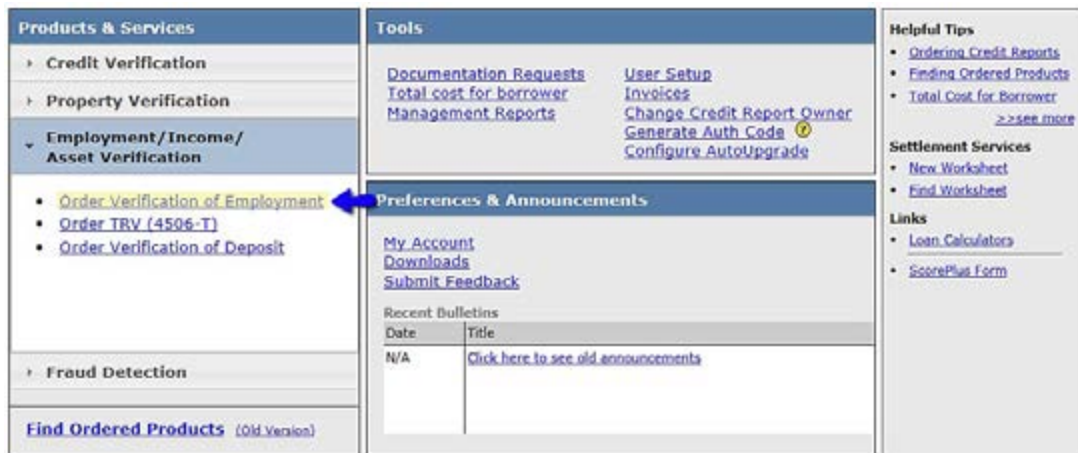 Products & Services
Credit Verification
Property Verification
Employment/Income/
Asset Verification
Order Verification of Employment
Order TRV (4506-T)
Order Verification of Deposit
Fraud Detection
Find Ordered Products (Old Version)
Tools
Documentation Requests
Total cost for borrower
Management Reports
User Setup
Invoices
Change Credit Report Owner
Generate Auth Code ?
Configure AutoUpgrade
Preferences & Announcements
My Account
Downloads
Submit Feedback
Recent Bulletins
Date Title
N/A Click here to see old announcements
Helpful Tips
Ordering Credit Reports
Finding Ordered Products
Total Cost for Borrower
>>see more
Settlement Services
New Worksheet
Find Worksheet
Links
Loan Calculators
ScorePlus Form